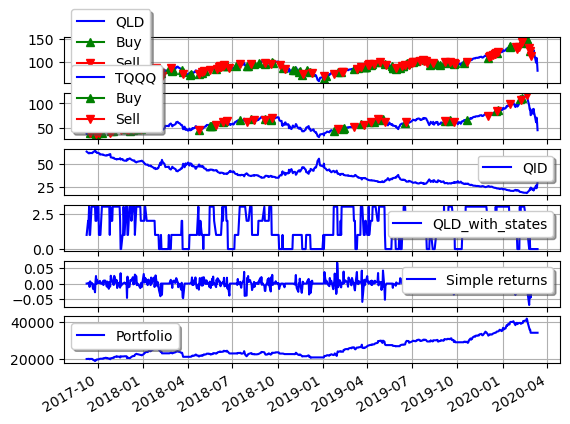 QLD
Buy
Sell
150
100
TQQQ
Buy
Sell
100
50
QID
50
25
QLD_with_states
2.5
0.0
Simple returns
0.05
0.00
−0.05
Portfolio
40000
20000
2017-10 2018-01 2018-04 2018-07 2018-10 2019-01 2019-04 2019-07 2019-10 2020-01 2020-04